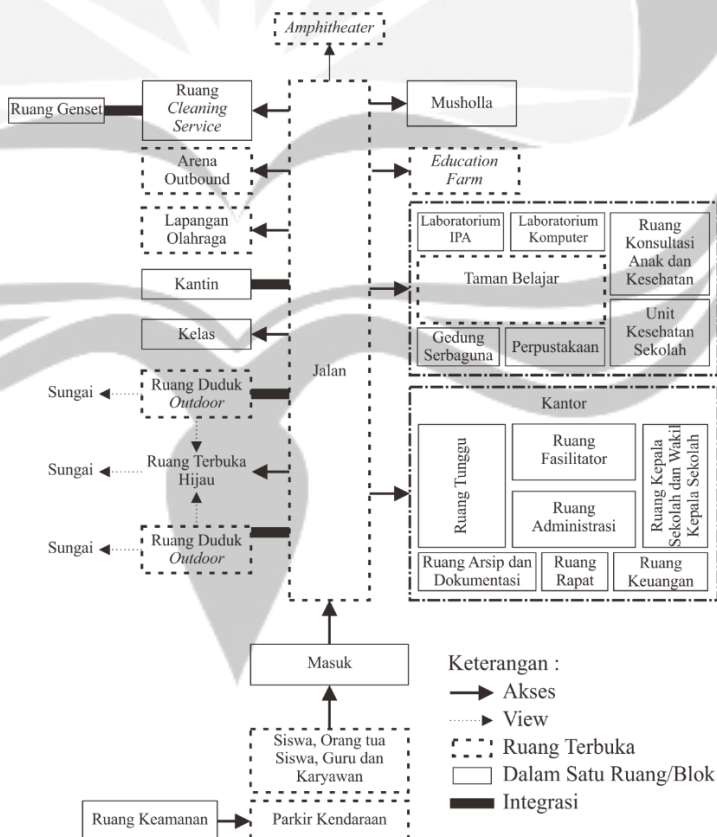 Amphitheater
Ruang Genset
Ruang
Cleaning
Service
Musholla
Arena
Outbound
Education
Farm
Lapangan
Olahraga
Kantin
Kelas
Laboratorium
IPA
Laboratorium
Komputer
Ruang
Konsultasi
Anak dan
Kesehatan
Taman Belajar
Gedung
Serbaguna
Perpustakaan
Unit
Kesehatan
Sekolah
Jalan
Sungai
Ruang Duduk
Outdoor
Sungai
Ruang Terbuka
Hijau
Sungai
Ruang Duduk
Outdoor
Kantor
Ruang Tunggu
Ruang
Fasilitator
Ruang
Administrasi
Ruang Kepala
Sekolah dan Wakil
Kepala Sekolah
Ruang Arsip dan
Dokumentasi
Ruang
Rapat
Ruang
Keuangan
Masuk
Siswa, Orang tua
Siswa, Guru dan
Karyawan
Ruang Keamanan
Parkir Kendaraan
Keterangan :
Akses
View
Ruang Terbuka
Dalam Satu Ruang/Blok
Integrasi